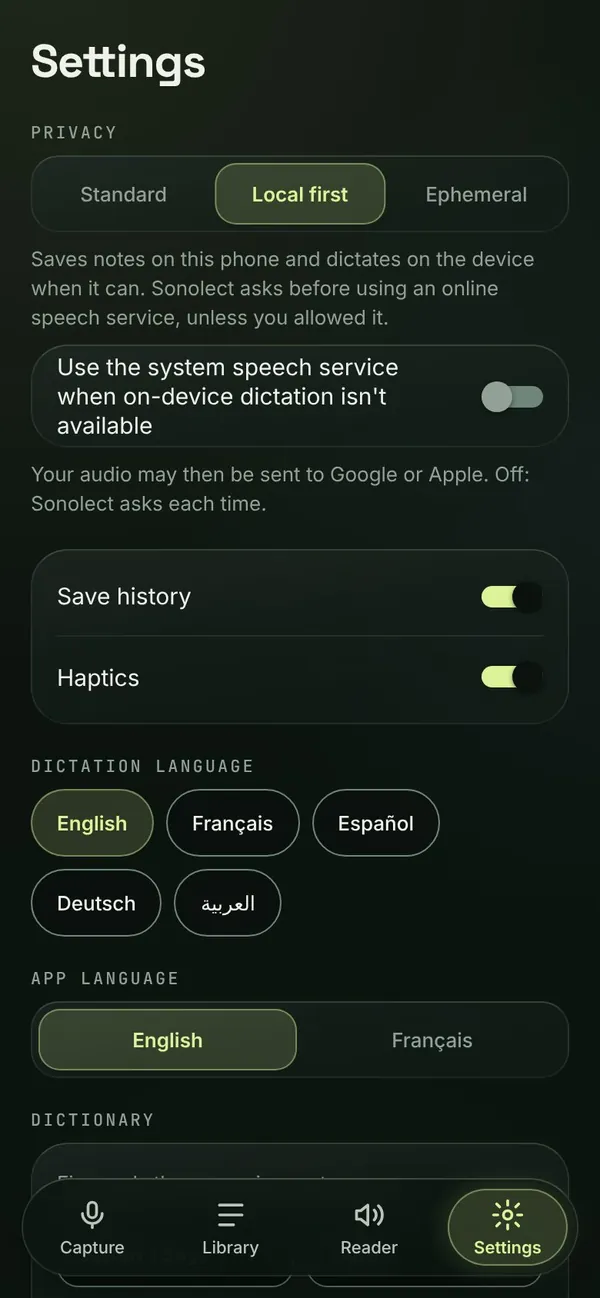 Settings
PRIVACY
Standard
Local first
Ephemeral
Saves notes on this phone and dictates on the device
when it can. Sonolect asks before using an online
speech service, unless you allowed it.
Use the system speech service
when on-device dictation isn't
available
Your audio may then be sent to Google or Apple. Off:
Sonolect asks each time.
Save history
Haptics
DICTATION LANGUAGE
English
Français
Español
Deutsch
العربية
APP LANGUAGE
English
Français
DICTIONARY
Capture
Library
Reader
Settings